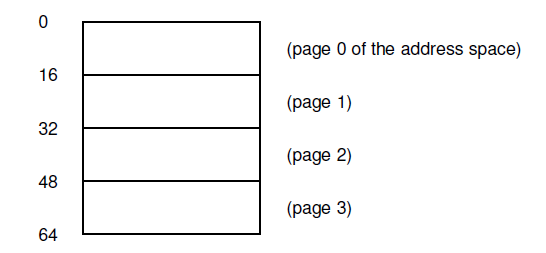 0
(page 0 of the address space)
16
(page 1)
32
(page 2)
48
(page 3)
64